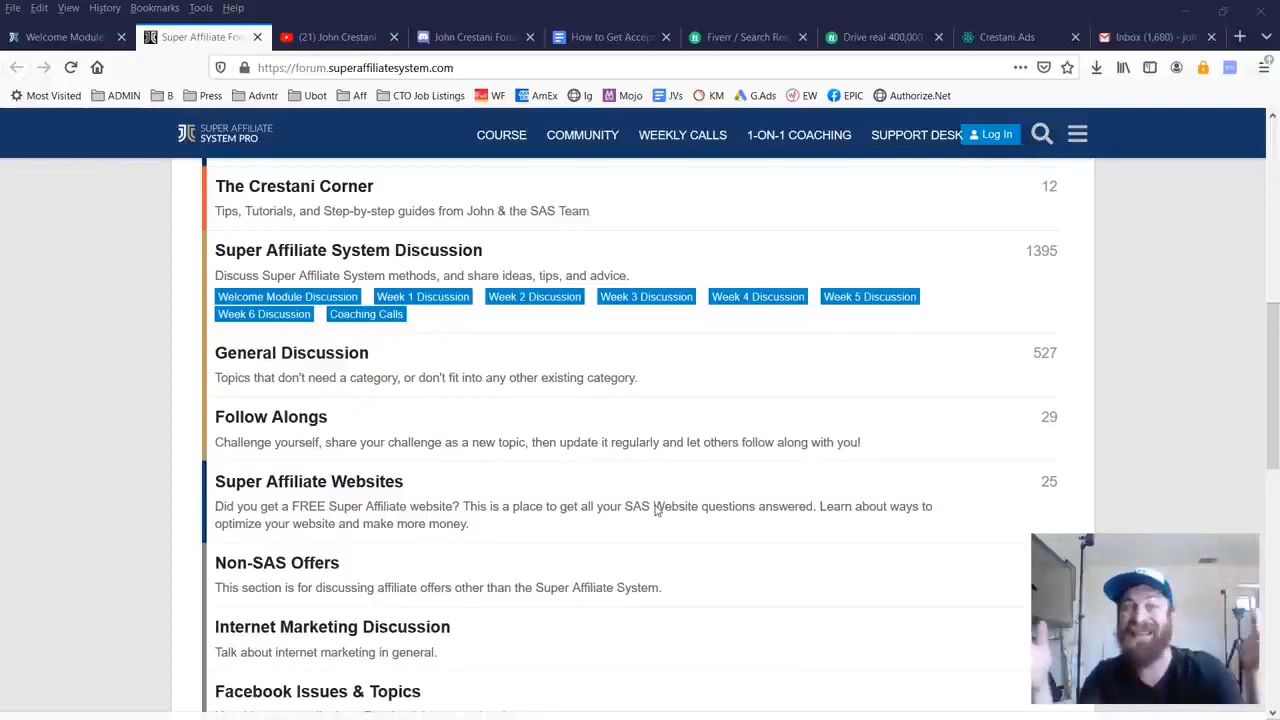 File Edit View History Bookmarks Tools Help
Welcome Module
Super Affiliate For
(21) John Crestani
John Crestani Foru
How to Get Accep
Fiverr / Search Res
Drive real 400,000
Crestani.Ads
Inbox (1,680) - joh
https://forum.superaffiliatesystem.com
Most Visited ADMIN B Press Advntr Ubot Aff CTO Job Listings WF AmEx Ig Mojo JVs KM G.Ads EW EPIC Authorize.Net
SUPER AFFILIATE
SYSTEM PRO
COURSE COMMUNITY WEEKLY CALLS 1-ON-1 COACHING SUPPORT DESK Log In
The Crestani Corner 12
Tips, Tutorials, and Step-by-step guides from John & the SAS Team
Super Affiliate System Discussion 1395
Discuss Super Affiliate System methods, and share ideas, tips, and advice.
Welcome Module Discussion Week 1 Discussion Week 2 Discussion Week 3 Discussion Week 4 Discussion Week 5 Discussion
Week 6 Discussion Coaching Calls
General Discussion 527
Topics that don't need a category, or don't fit into any other existing category.
Follow Alongs 29
Challenge yourself, share your challenge as a new topic, then update it regularly and let others follow along with you!
Super Affiliate Websites 25
Did you get a FREE Super Affiliate website? This is a place to get all your SAS Website questions answered. Learn about ways to
optimize your website and make more money.
Non-SAS Offers
This section is for discussing affiliate offers other than the Super Affiliate System.
Internet Marketing Discussion
Talk about internet marketing in general.
Facebook Issues & Topics